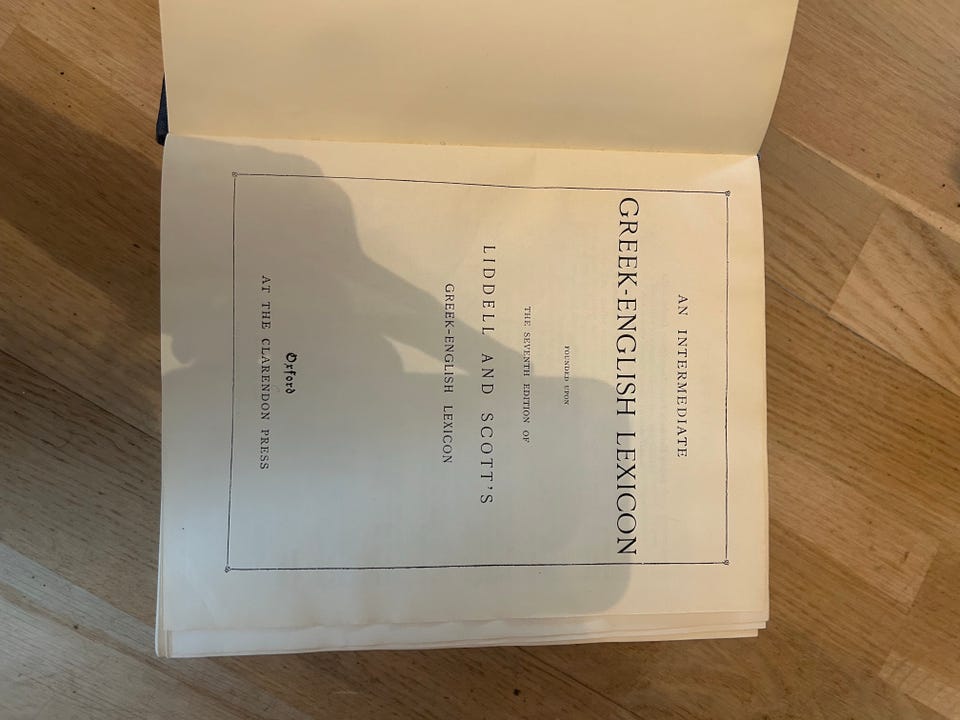 AN INTERMEDIATE
GREEK-ENGLISH LEXICON
FOUNDED UPON
THE SEVENTH EDITION OF
LIDDELL AND SCOTT'S
GREEK-ENGLISH LEXICON
Oxford
AT THE CLARENDON PRESS